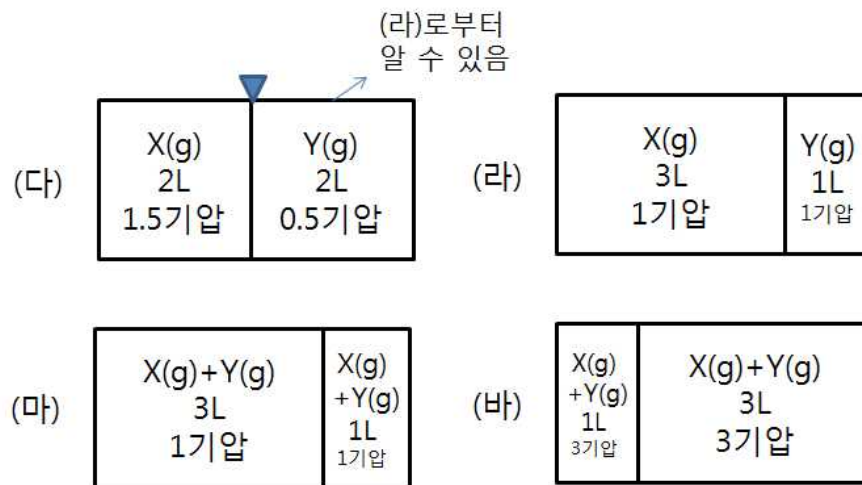 (라)로부터
알 수 있음
(다)
X(g)
2L
1.5기압
Y(g)
2L
0.5기압
(라)
X(g)
3L
1기압
Y(g)
1L
1기압
(마)
X(g)+Y(g)
3L
1기압
X(g)
+Y(g)
1L
1기압
(바)
X(g)
+Y(g)
1L
3기압
X(g)+Y(g)
3L
3기압